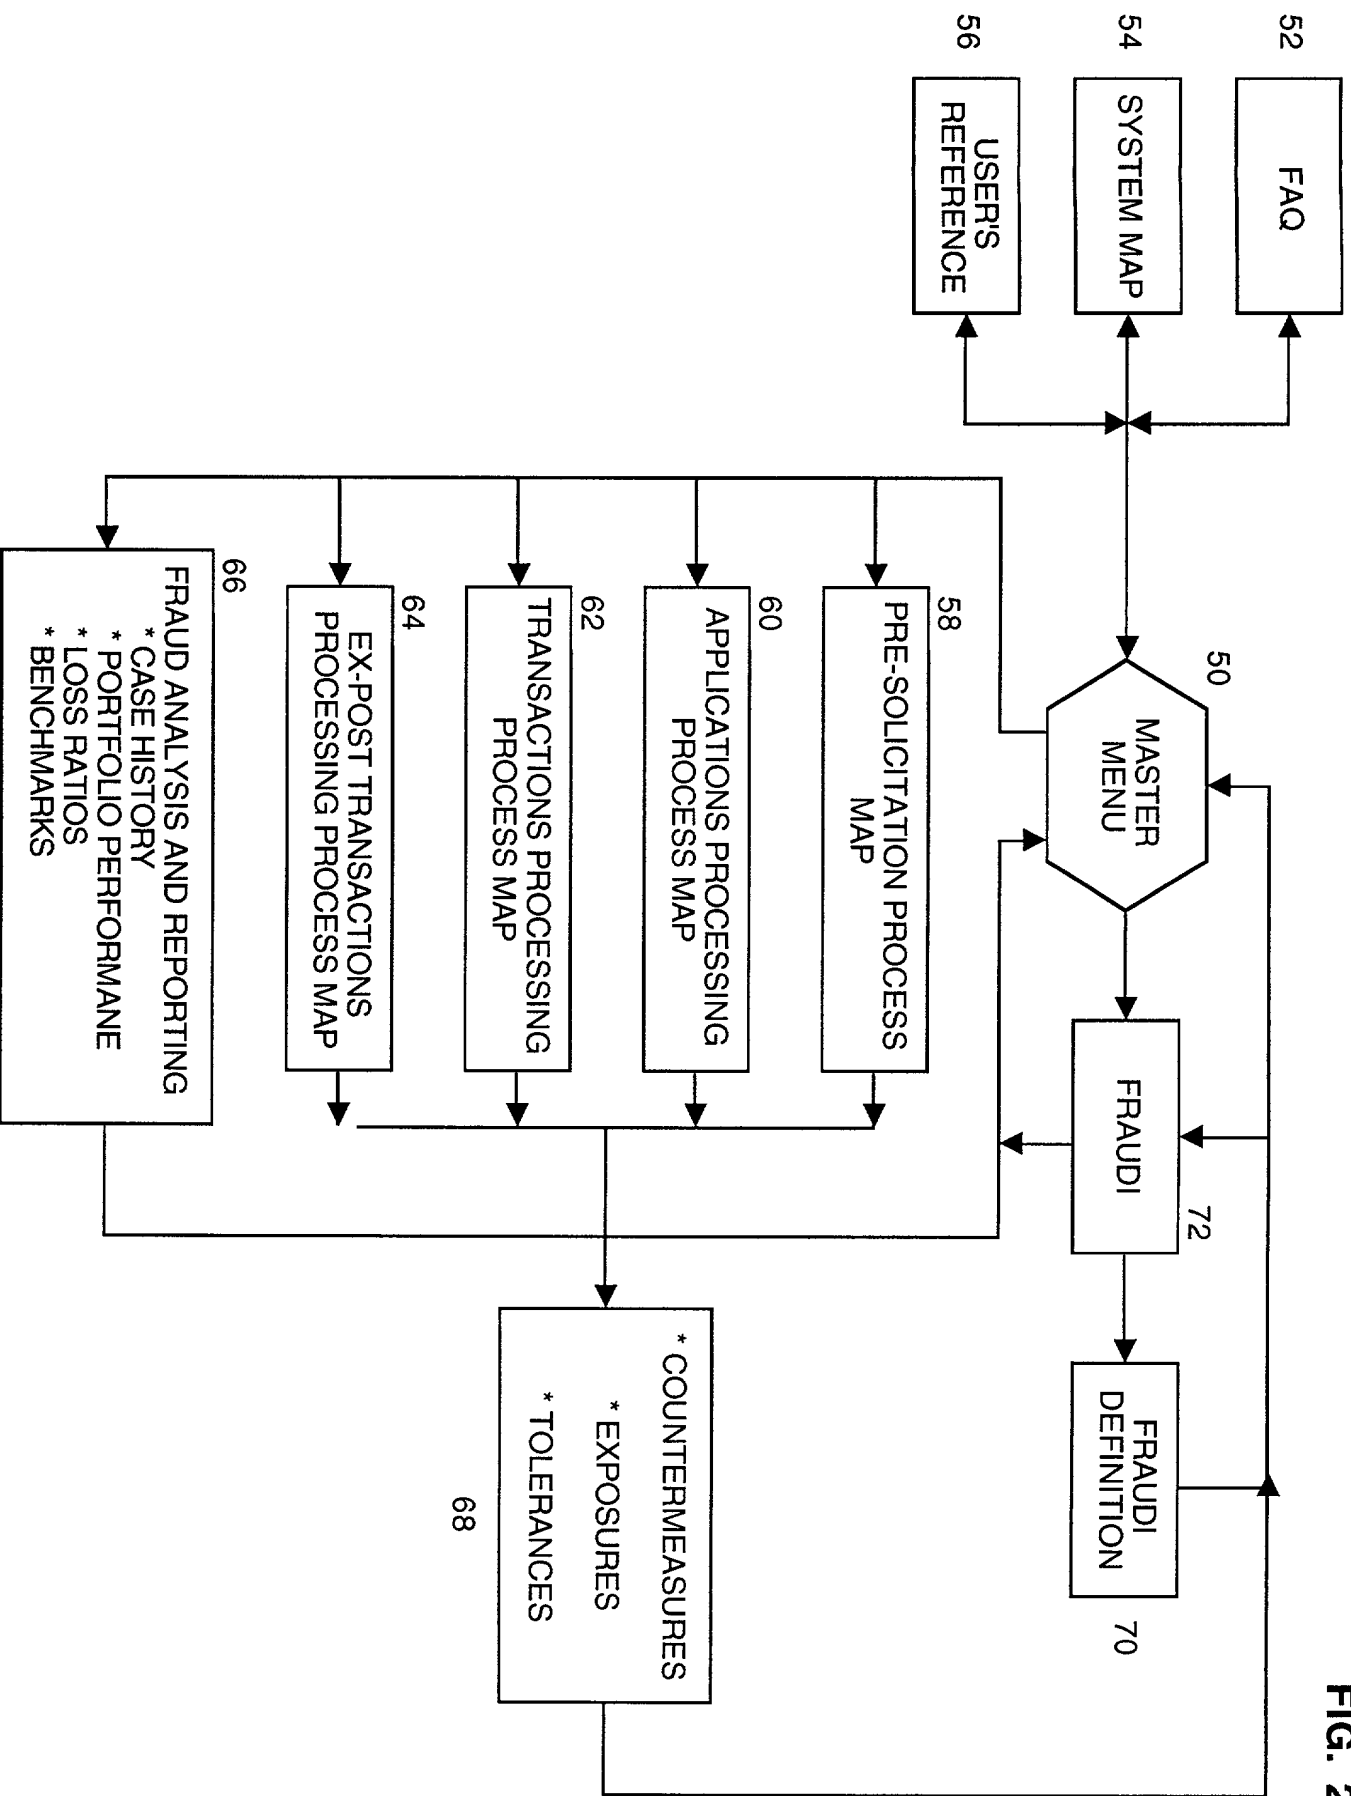 FIG. 2
52
FAQ
54
SYSTEM MAP
56
USER'S
REFERENCE
50
MASTER
MENU
72
FRAUDI
FRAUDI
DEFINITION
70
58
PRE-SOLICITATION PROCESS
MAP
60
APPLICATIONS PROCESSING
PROCESS MAP
62
TRANSACTIONS PROCESSING
PROCESS MAP
64
EX-POST TRANSACTIONS
PROCESSING PROCESS MAP
66
FRAUD ANALYSIS AND REPORTING
* CASE HISTORY
* PORTFOLIO PERFORMANE
* LOSS RATIOS
* BENCHMARKS
* COUNTERMEASURES
* EXPOSURES
* TOLERANCES
68